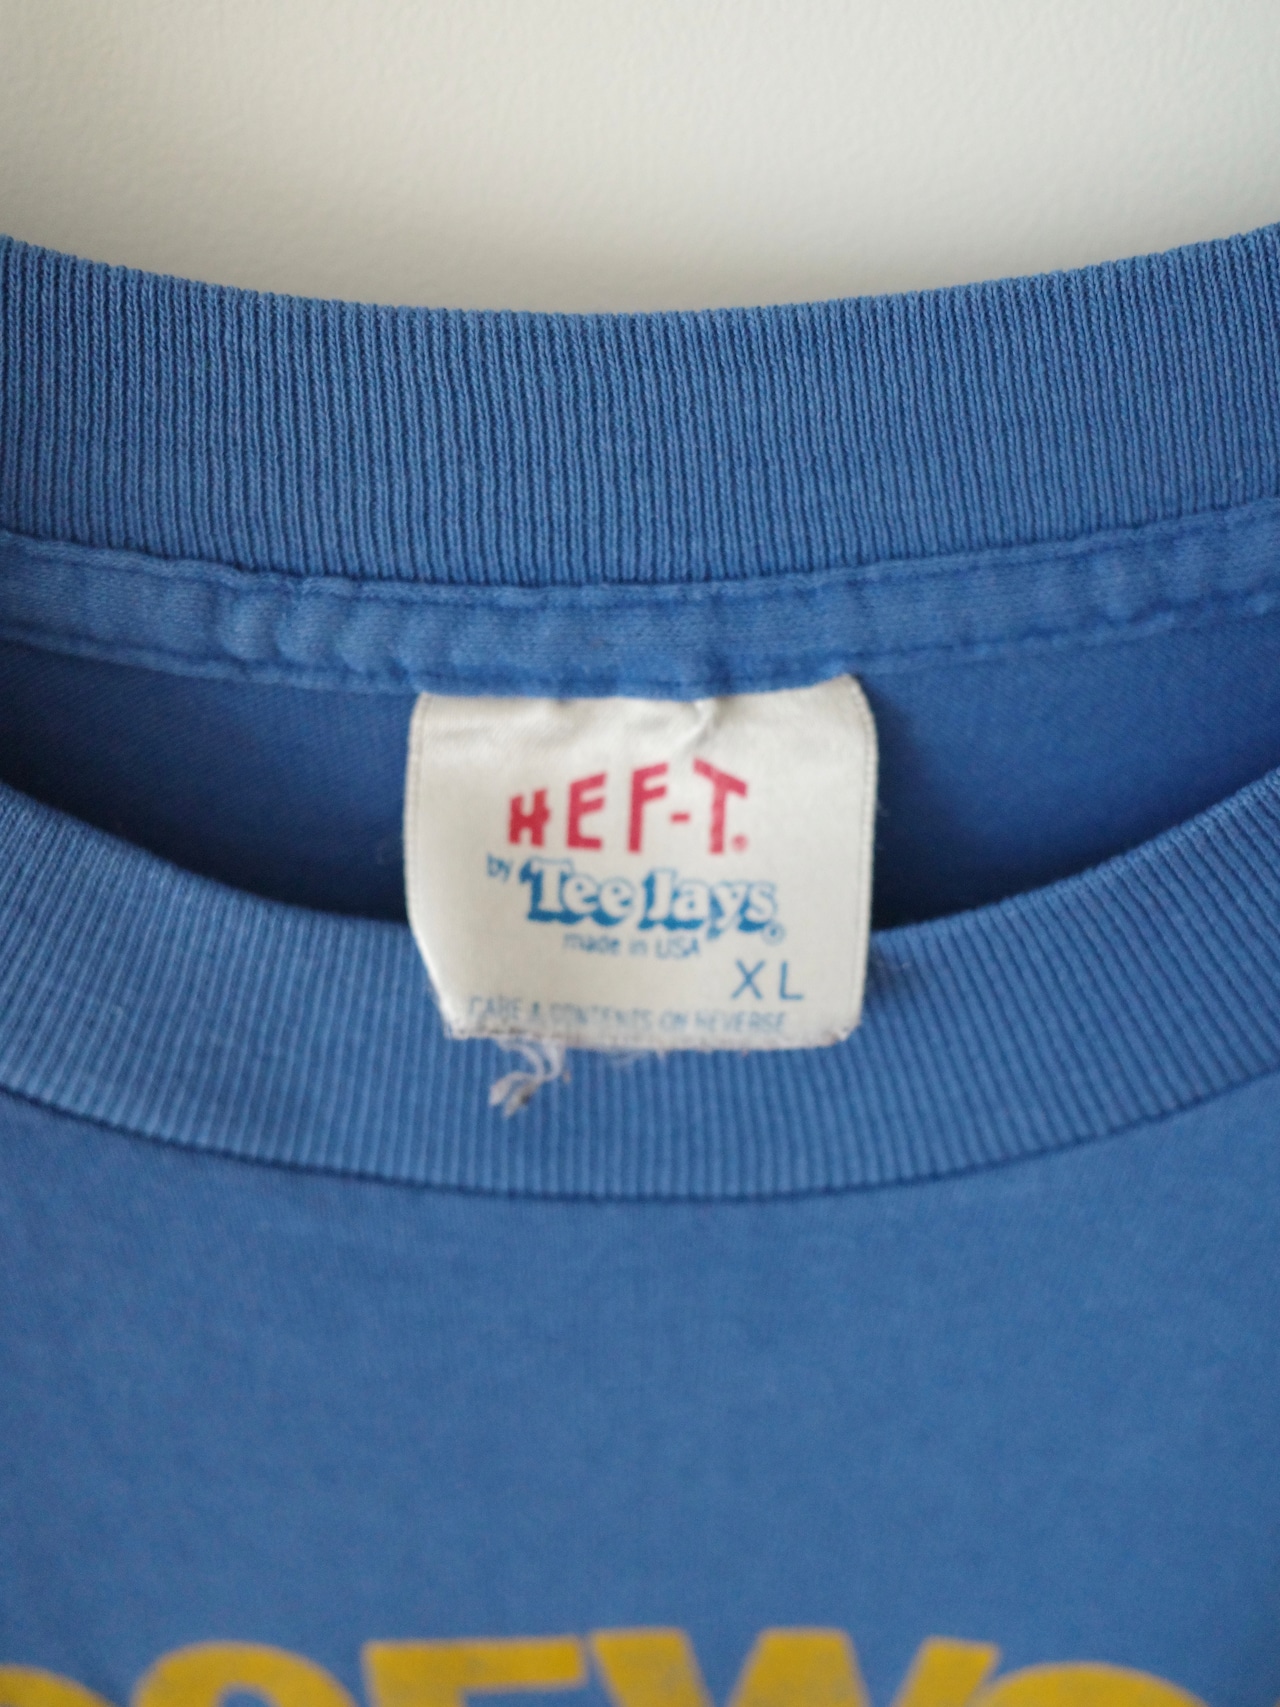 HEF-T®
by Tee Jays®
made in USA
XL
CARE & CONTENTS ON REVERSE